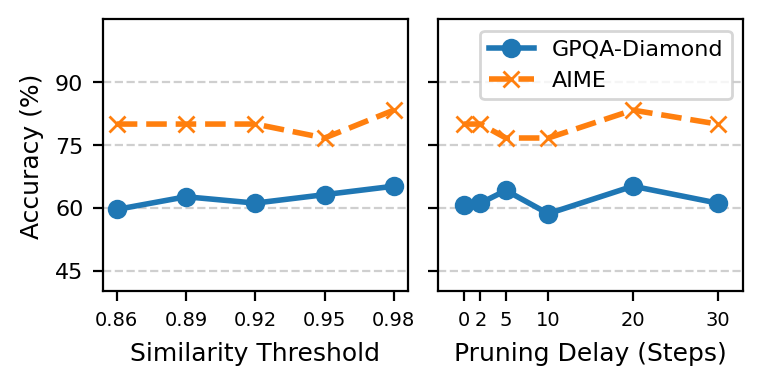 Accuracy (%)
90
75
60
45
0.86 0.89 0.92 0.95 0.98
Similarity Threshold
GPQA-Diamond
AIME
0 2 5 10 20 30
Pruning Delay (Steps)